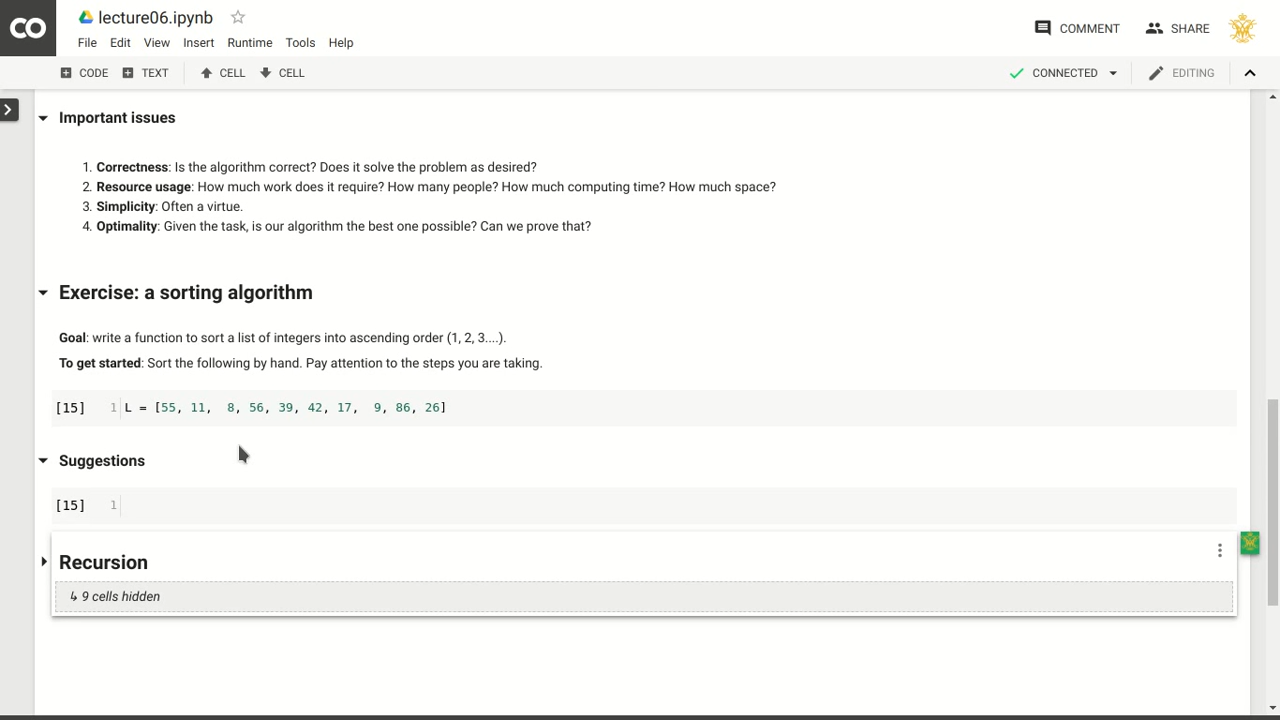 CO
lecture06.ipynb
File Edit View Insert Runtime Tools Help
COMMENT SHARE
CODE TEXT CELL CELL
CONNECTED EDITING
Important issues
1. Correctness: Is the algorithm correct? Does it solve the problem as desired?
2. Resource usage: How much work does it require? How many people? How much computing time? How much space?
3. Simplicity: Often a virtue.
4. Optimality: Given the task, is our algorithm the best one possible? Can we prove that?
Exercise: a sorting algorithm
Goal: write a function to sort a list of integers into ascending order (1, 2, 3....).
To get started: Sort the following by hand. Pay attention to the steps you are taking.
[15] 1 L = [55, 11,  8, 56, 39, 42, 17,  9, 86, 26]
Suggestions
[15] 1
Recursion
↳ 9 cells hidden